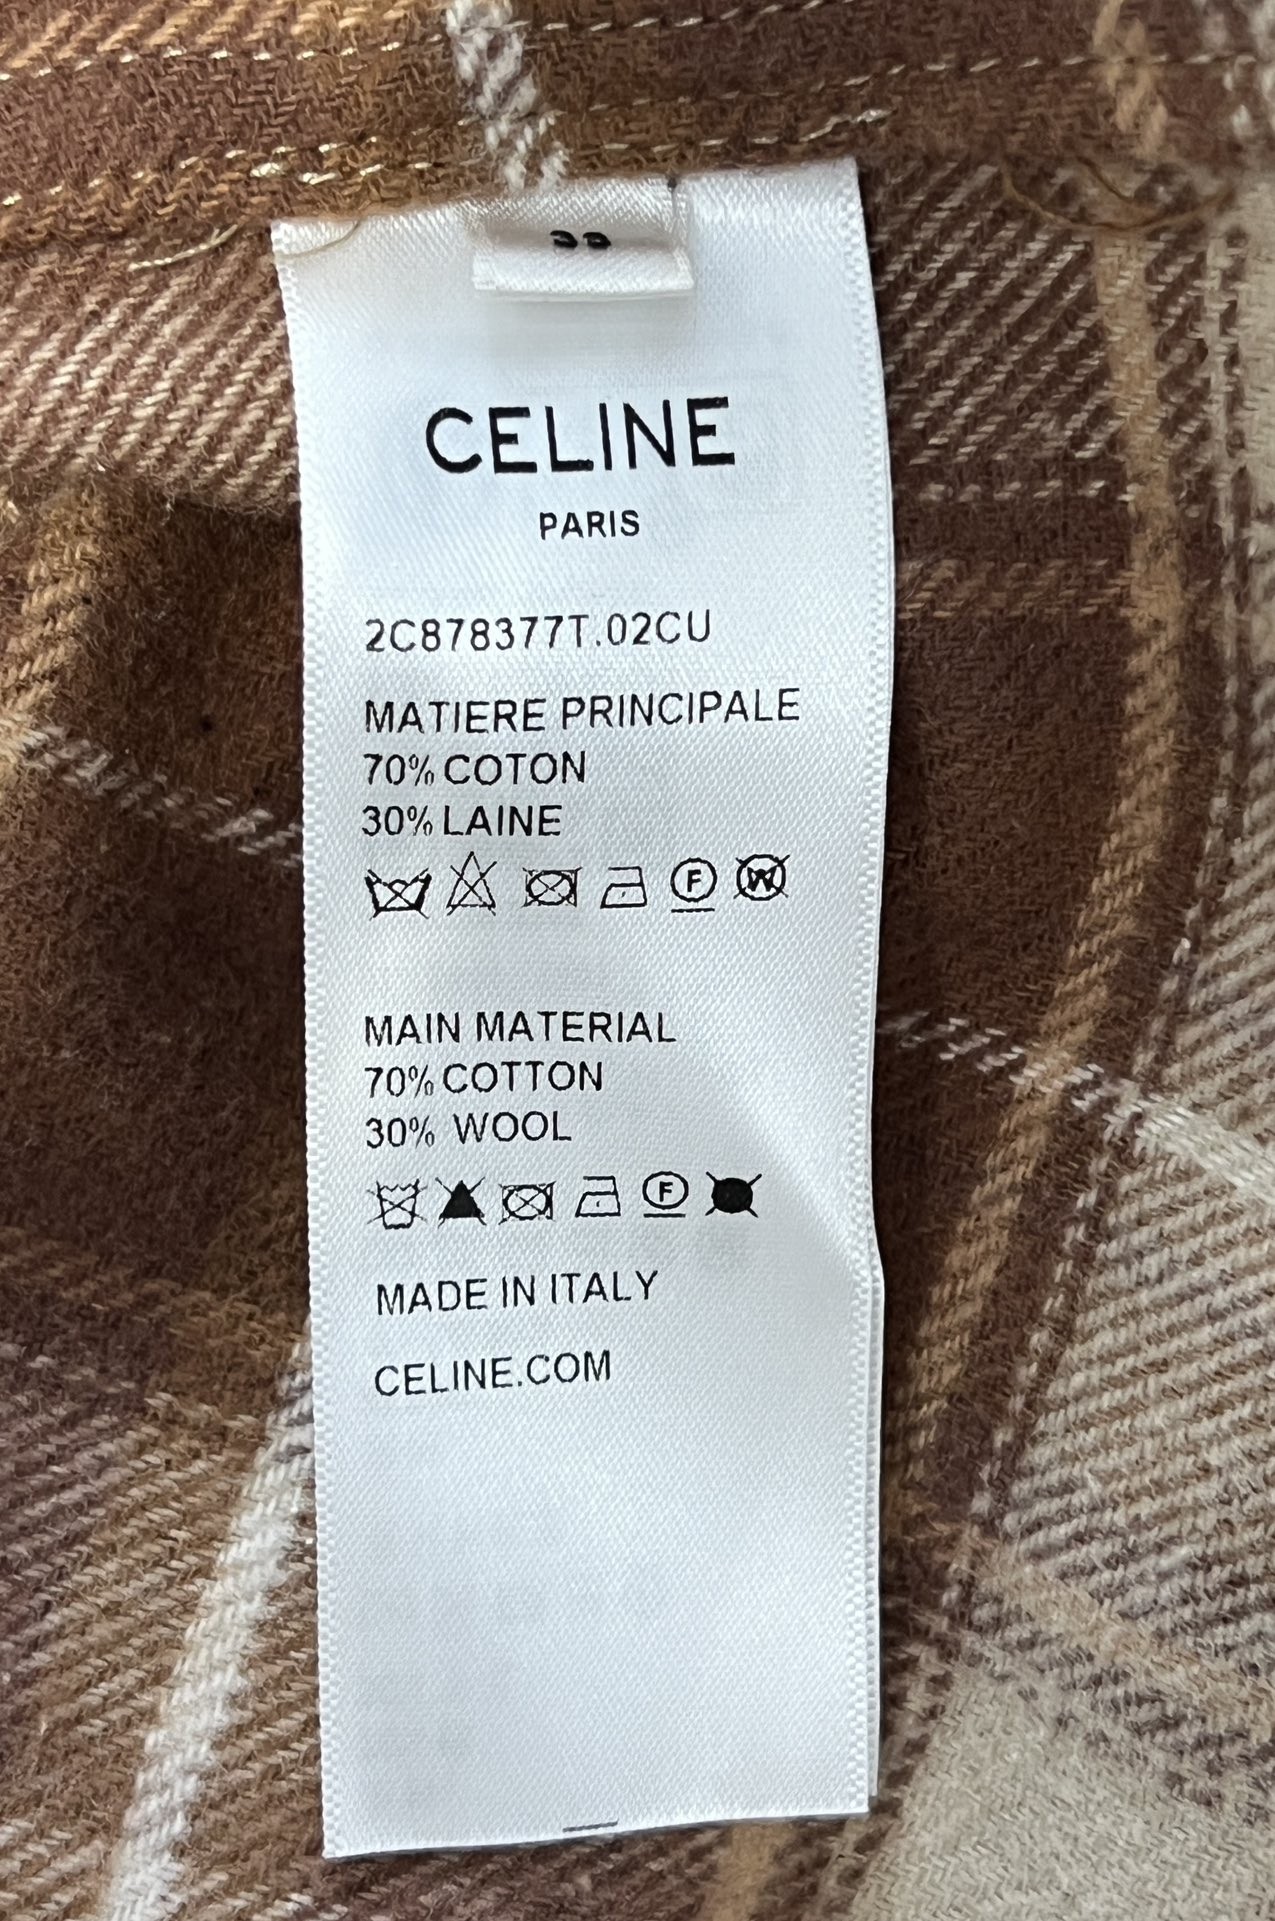 CELINE
PARIS
2C878377T.02CU
MATIERE PRINCIPALE
70% COTON
30% LAINE
F W
MAIN MATERIAL
70% COTTON
30% WOOL
F
MADE IN ITALY
CELINE.COM